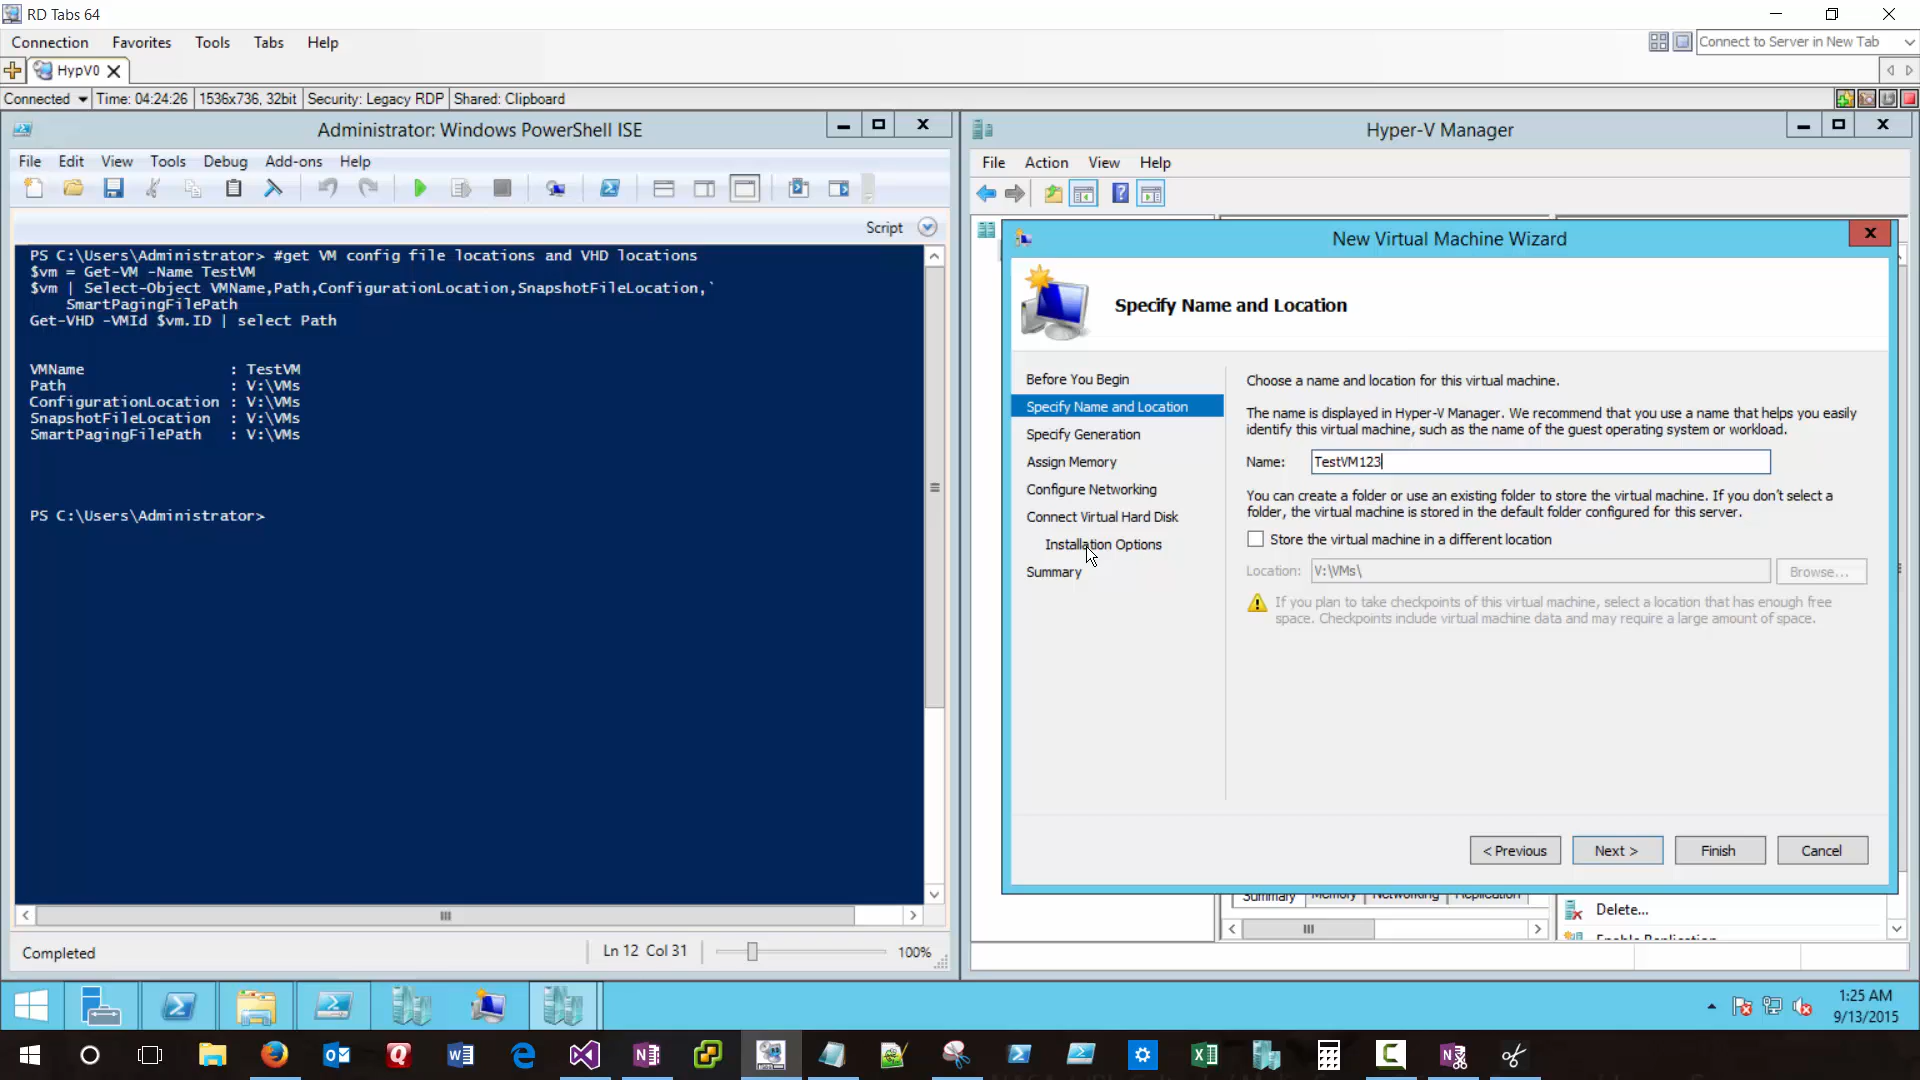 RD Tabs 64
Connection Favorites Tools Tabs Help
Connect to Server in New Tab
HypV0
Connected Time: 04:24:26 1536x736, 32bit Security: Legacy RDP Shared: Clipboard
Administrator: Windows PowerShell ISE
File Edit View Tools Debug Add-ons Help
Script
PS C:\Users\Administrator> #get VM config file locations and VHD locations
$vm = Get-VM -Name TestVM
$vm | Select-Object VMName,Path,ConfigurationLocation,SnapshotFileLocation,`
SmartPagingFilePath
Get-VHD -VMId $vm.ID | select Path
VMName : TestVM
Path : V:\VMs
ConfigurationLocation : V:\VMs
SnapshotFileLocation : V:\VMs
SmartPagingFilePath : V:\VMs
PS C:\Users\Administrator>
Completed
Ln 12 Col 31
100%
Hyper-V Manager
File Action View Help
New Virtual Machine Wizard
Specify Name and Location
Before You Begin
Specify Name and Location
Specify Generation
Assign Memory
Configure Networking
Connect Virtual Hard Disk
Installation Options
Summary
Choose a name and location for this virtual machine.
The name is displayed in Hyper-V Manager. We recommend that you use a name that helps you easily
identify this virtual machine, such as the name of the guest operating system or workload.
Name: TestVM123
You can create a folder or use an existing folder to store the virtual machine. If you don't select a
folder, the virtual machine is stored in the default folder configured for this server.
Store the virtual machine in a different location
Location: V:\VMs\ Browse...
If you plan to take checkpoints of this virtual machine, select a location that has enough free
space. Checkpoints include virtual machine data and may require a large amount of space.
< Previous Next > Finish Cancel
Summary Memory Networking Replication
Delete...
Enable Replication...
1:25 AM
9/13/2015